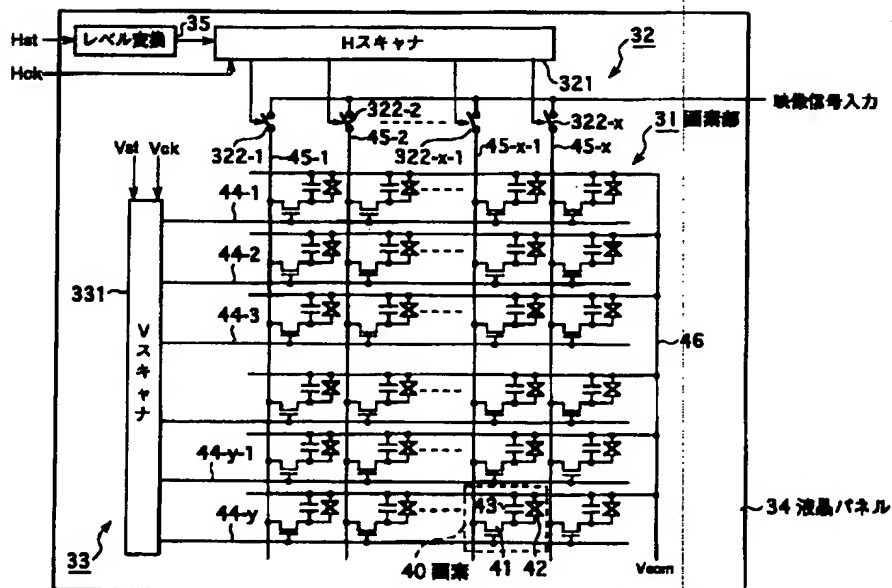 Hst
レベル変換
35
Hスキャナ
32
Hck
321
映像信号入力
322-1
45-1
322-2
45-2
322-x-1
45-x-1
322-x
45-x
31 画素部
Vst
Vck
44-1
44-2
331
Vスキャナ
44-3
46
44-y-1
44-y
33
43
40 画素
41
42
Vcom
34 液晶パネル